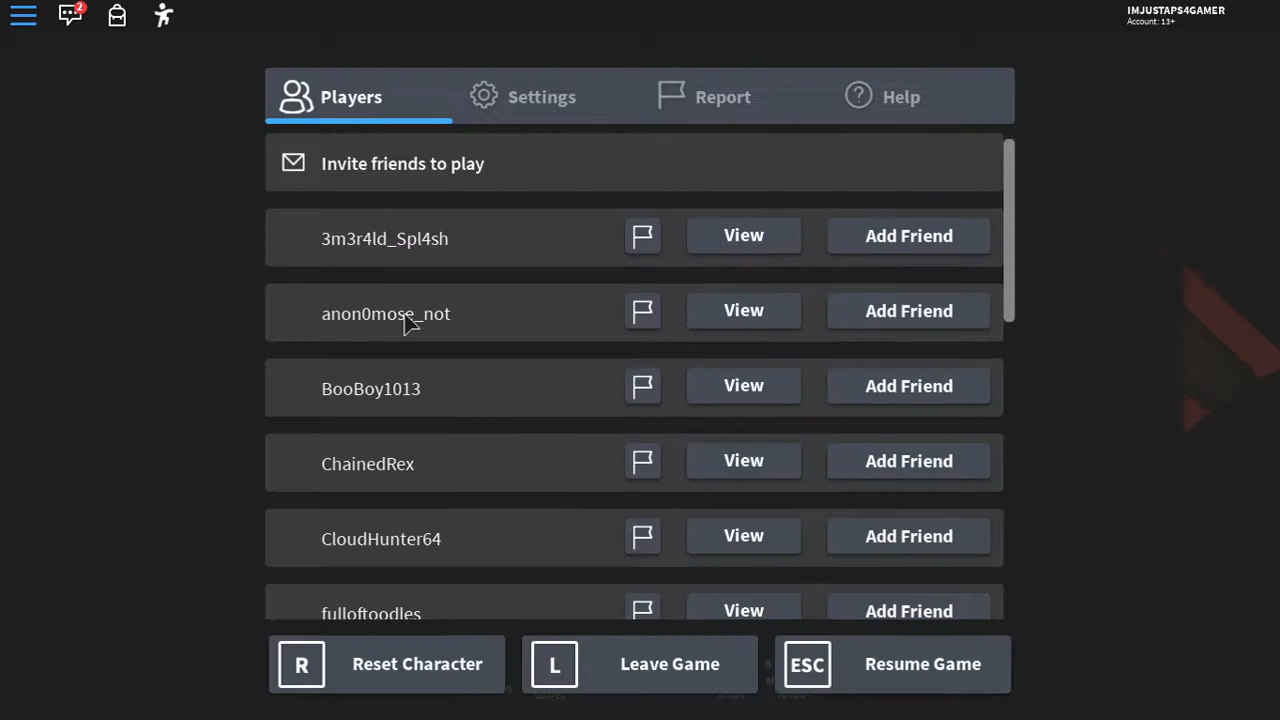 2
IMJUSTAPS4GAMER
Account: 13+
Players
Settings
Report
Help
Invite friends to play
3m3r4ld_Spl4sh
View
Add Friend
anon0mose_not
View
Add Friend
BooBoy1013
View
Add Friend
ChainedRex
View
Add Friend
CloudHunter64
View
Add Friend
fulloftoodles
View
Add Friend
R
Reset Character
L
Leave Game
ESC
Resume Game